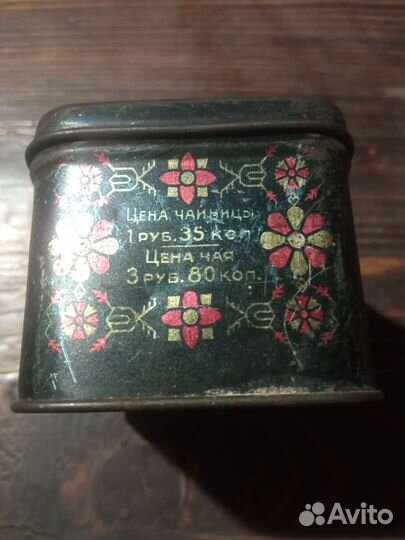 Цена чайницы
1 руб. 35 коп
Цена чая
3 руб. 80 коп.
Avito